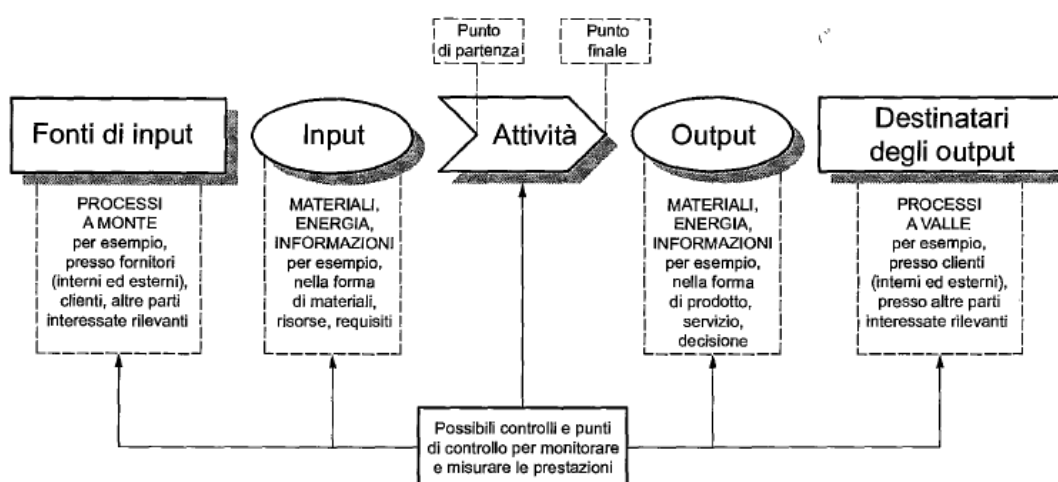 Punto
di partenza
Punto
finale
Fonti di input
Input
Attività
Output
Destinatari
degli output
PROCESSI
A MONTE
per esempio,
presso fornitori
(interni ed esterni),
clienti, altre parti
interessate rilevanti
MATERIALI,
ENERGIA,
INFORMAZIONI
per esempio,
nella forma
di materiali,
risorse, requisiti
MATERIALI,
ENERGIA,
INFORMAZIONI
per esempio,
nella forma
di prodotto,
servizio,
decisione
PROCESSI
A VALLE
per esempio,
presso clienti
(interni ed esterni),
presso altre parti
interessate rilevanti
Possibili controlli e punti
di controllo per monitorare
e misurare le prestazioni